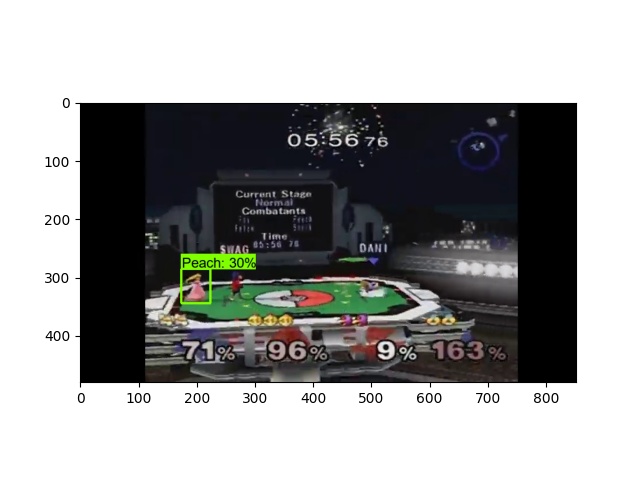 0
100
200
300
400
05:56 76
Current Stage
Normal
Combatants
Time
05:56 76
SWAG
DANI
Peach: 30%
71% 96% 9% 163%
0 100 200 300 400 500 600 700 800